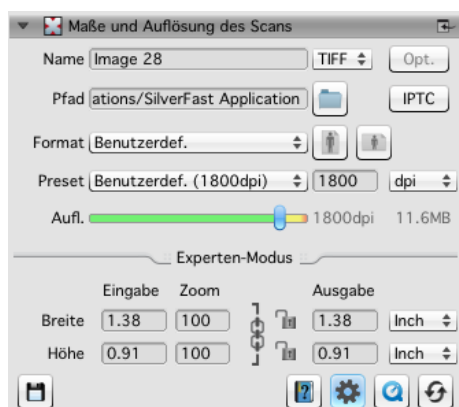 Maße und Auflösung des Scans
Name Image 28 TIFF Opt.
Pfad ations/SilverFast Application IPTC
Format Benutzerdef.
Preset Benutzerdef. (1800dpi) 1800 dpi
Aufl. 1800dpi 11.6MB
Experten-Modus
Eingabe Zoom Ausgabe
Breite 1.38 100 1.38 Inch
Höhe 0.91 100 0.91 Inch
?